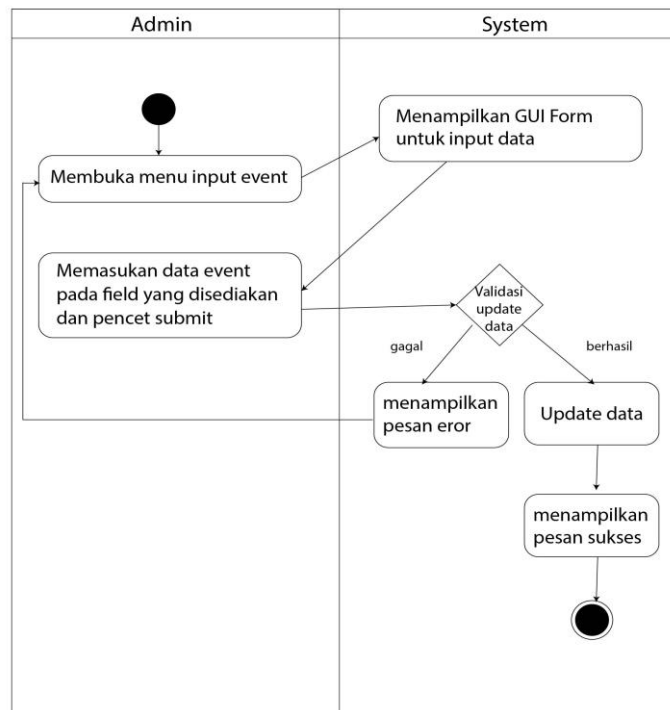 Admin
System
Menampilkan GUI Form
untuk input data
Membuka menu input event
Memasukan data event
pada field yang disediakan
dan pencet submit
Validasi
update
data
gagal
berhasil
menampilkan
pesan eror
Update data
menampilkan
pesan sukses